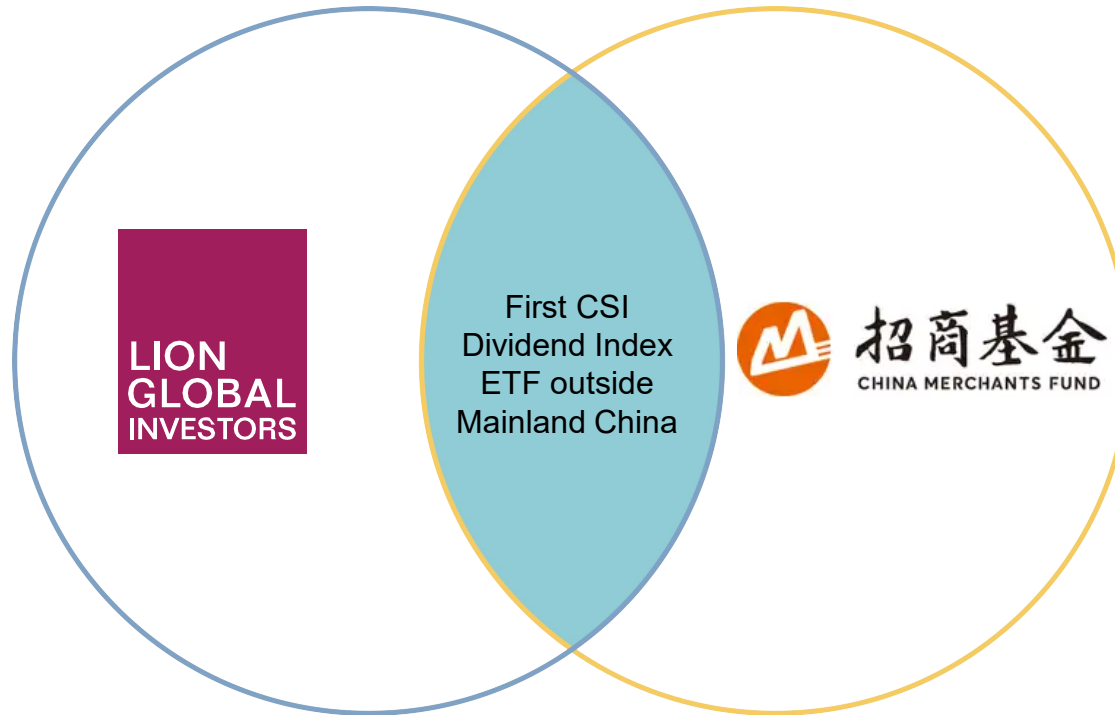 LION
GLOBAL
INVESTORS
First CSI
Dividend Index
ETF outside
Mainland China
招商基金
CHINA MERCHANTS FUND